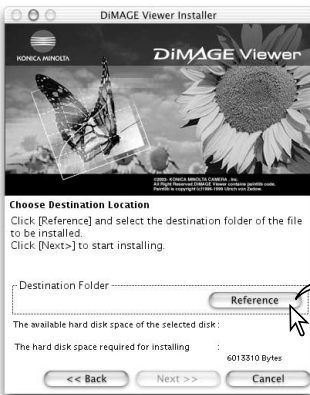 DiMAGE Viewer Installer
KONICA MINOLTA
DiMAGE Viewer
©2003- KONICA MINOLTA CAMERA , Inc.
All Right Reserved.DiMAGE Viewer contains paintlib code.
Paintlib is copyright (c)1996-1999 Ulrich von Zadow.
Choose Destination Location
Click [Reference] and select the destination folder of the file
to be installed.
Click [Next>] to start installing.
Destination Folder
Reference
The available hard disk space of the selected disk :
The hard disk space required for installing :
6013310 Bytes
<< Back
Next >>
Cancel